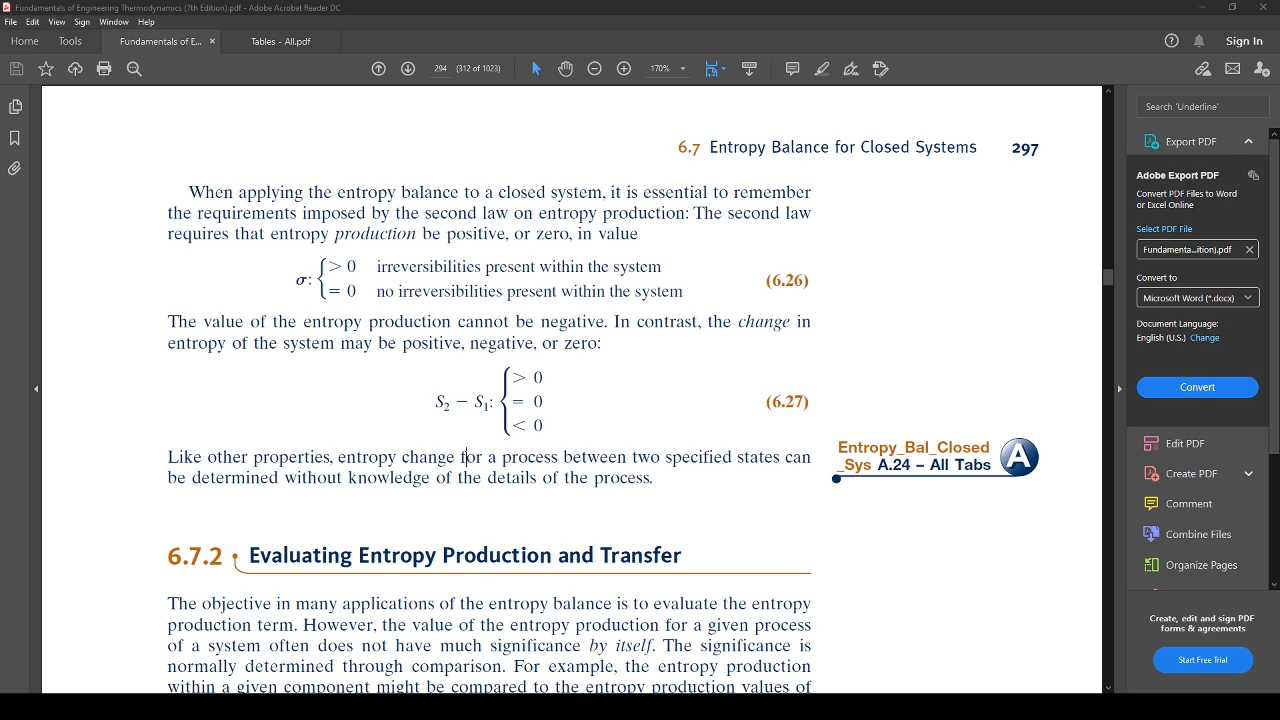 Fundamentals of Engineering Thermodynamics (7th Edition).pdf - Adobe Acrobat Reader DC
File Edit View Sign Window Help
Home Tools Fundamentals of E... × Tables - All.pdf Sign In
294 (312 of 1023) 170%
6.7 Entropy Balance for Closed Systems 297
When applying the entropy balance to a closed system, it is essential to remember
the requirements imposed by the second law on entropy production: The second law
requires that entropy production be positive, or zero, in value
σ: { > 0 irreversibilities present within the system
= 0 no irreversibilities present within the system (6.26)
The value of the entropy production cannot be negative. In contrast, the change in
entropy of the system may be positive, negative, or zero:
> 0
S2 − S1: { = 0 (6.27)
< 0
Like other properties, entropy change for a process between two specified states can
be determined without knowledge of the details of the process.
Entropy_Bal_Closed
_Sys A.24 – All Tabs A
6.7.2 Evaluating Entropy Production and Transfer
The objective in many applications of the entropy balance is to evaluate the entropy
production term. However, the value of the entropy production for a given process
of a system often does not have much significance by itself. The significance is
normally determined through comparison. For example, the entropy production
within a given component might be compared to the entropy production values of
Search 'Underline'
Export PDF
Adobe Export PDF
Convert PDF Files to Word
or Excel Online
Select PDF File
Fundamenta...ition).pdf ×
Convert to
Microsoft Word (*.docx)
Document Language:
English (U.S.) Change
Convert
Edit PDF
Create PDF
Comment
Combine Files
Organize Pages
Create, edit and sign PDF
forms & agreements
Start Free Trial